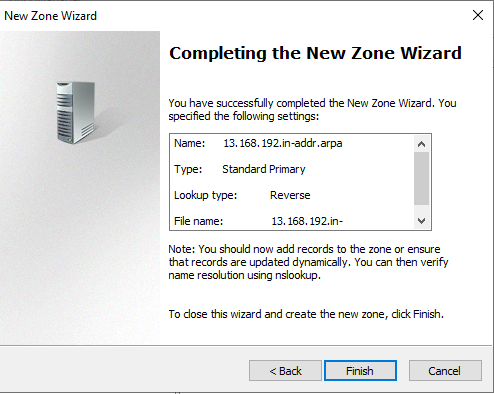 New Zone Wizard
Completing the New Zone Wizard
You have successfully completed the New Zone Wizard. You
specified the following settings:
Name: 13.168.192.in-addr.arpa
Type: Standard Primary
Lookup type: Reverse
File name: 13.168.192.in-
Note: You should now add records to the zone or ensure
that records are updated dynamically. You can then verify
name resolution using nslookup.
To close this wizard and create the new zone, click Finish.
< Back
Finish
Cancel